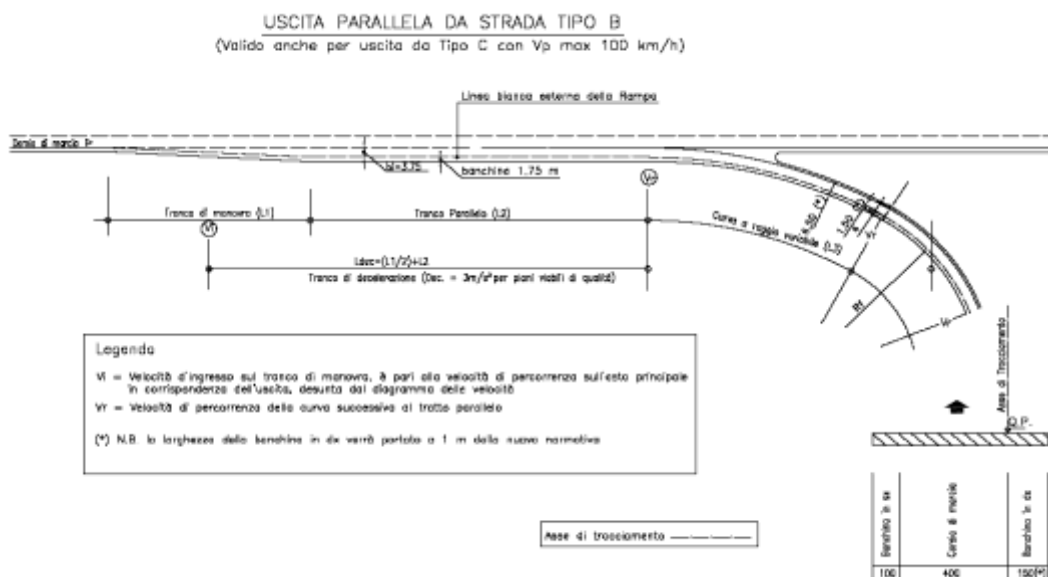 USCITA PARALLELA DA STRADA TIPO B
(Valido anche per uscita da Tipo C con Vp max 100 km/h)
Linea bianca esterna della Rampa
Corsia di marcia
bl=3.75
banchina 1.75 m
Vr
Tronco di manovra (L1)
Tronco Parallelo (L2)
Curva a raggio variabile (L3)
Vi
Ldec=(L1/2)+L2
Tronco di decelerazione (Dec. = 3m/s² per piani viabili di qualità)
Legenda
Vi = Velocità d'ingresso sul tronco di manovra, è pari alla velocità di percorrenza sull'asta principale
in corrispondenza dell'uscita, desunta dal diagramma delle velocità
Vr = Velocità di percorrenza della curva successiva al tratto parallelo
(*) N.B. la larghezza della banchina in dx verrà portata a 1 m dalla nuova normativa
Asse di Tracciamento
Q.P.
Banchina in sx
Corsia di marcia
Banchina in dx
100
400
150(*)
Asse di tracciamento